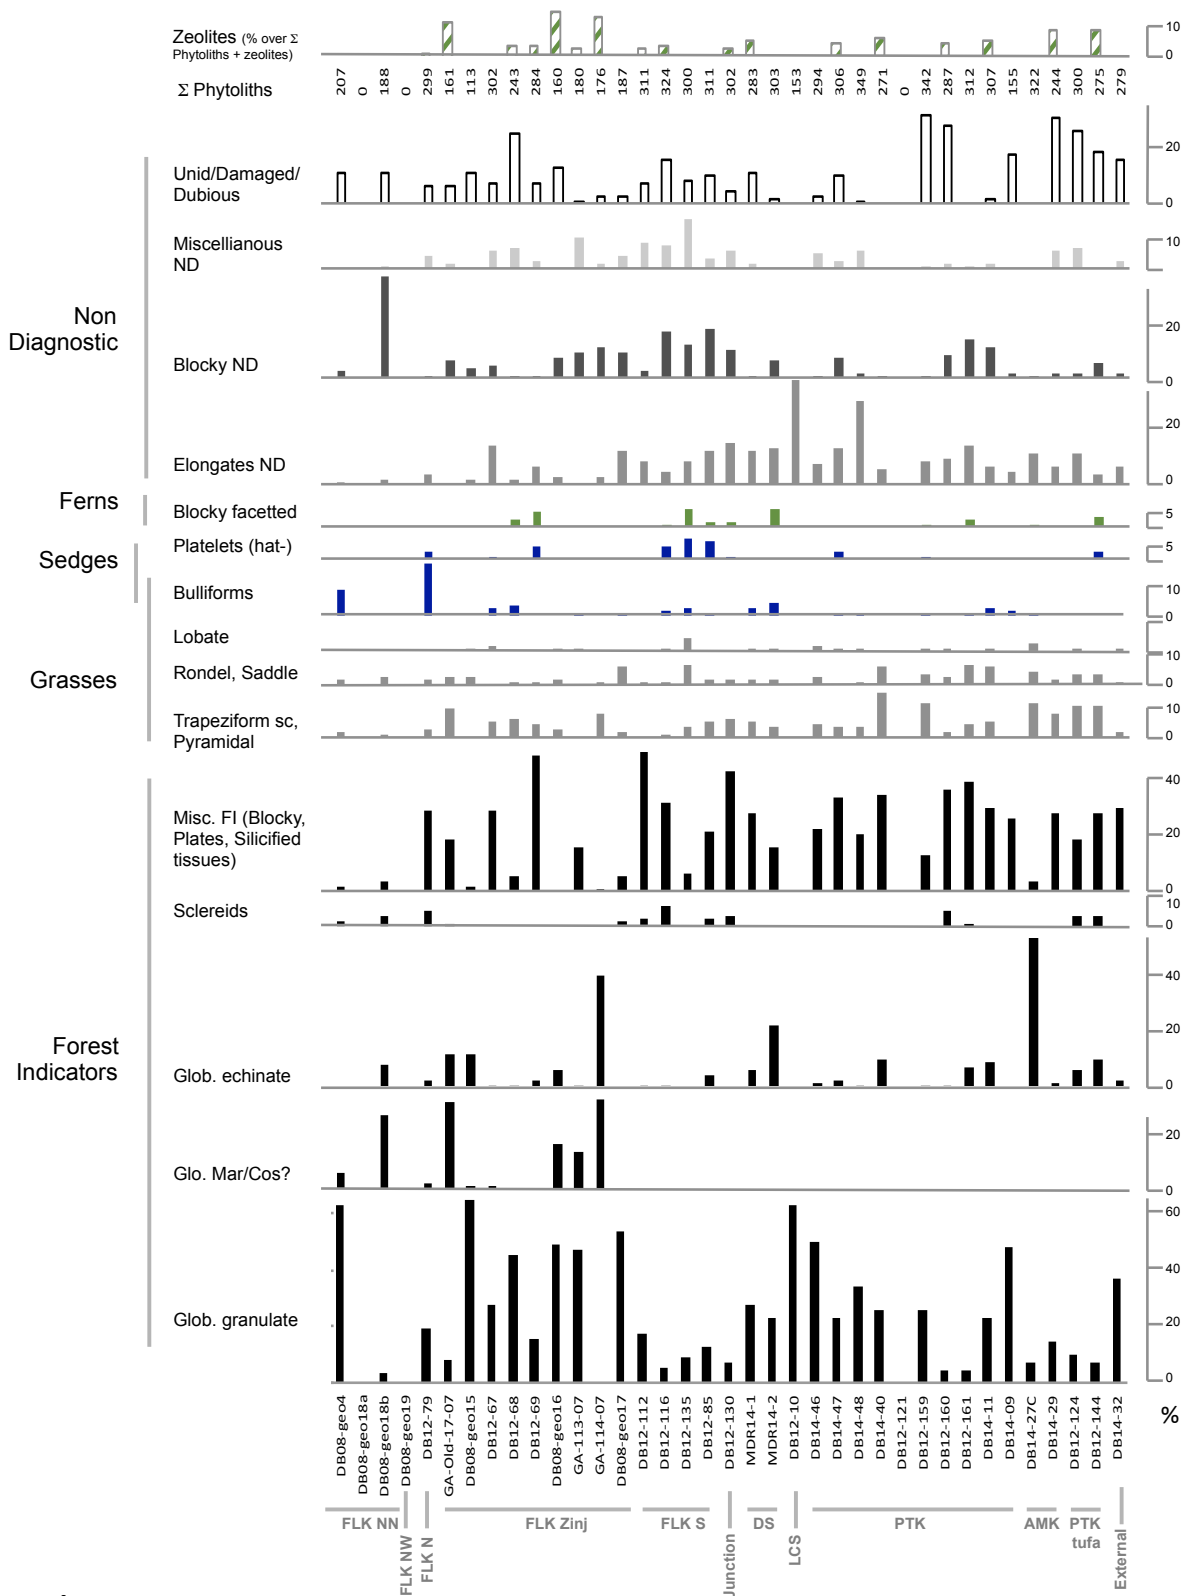 Zeolites (% over Σ
Phytoliths + zeolites)
10
0
Σ Phytoliths
207
0
188
0
299
161
113
302
243
284
160
180
176
187
311
324
300
311
302
283
303
153
294
306
349
271
0
342
287
312
307
155
322
244
300
275
279
Unid/Damaged/
Dubious
20
0
Miscellianous
ND
10
0
Non
Diagnostic
Blocky ND
20
0
Elongates ND
20
0
Ferns
Blocky facetted
5
0
Sedges
Platelets (hat-)
5
0
Bulliforms
10
0
Lobate
Grasses
Rondel, Saddle
10
0
Trapeziform sc,
Pyramidal
10
0
Misc. FI (Blocky,
Plates, Silicified
tissues)
40
20
0
Sclereids
10
0
Forest
Indicators
Glob. echinate
40
20
0
Glo. Mar/Cos?
20
0
Glob. granulate
60
40
20
0
%
DB08-geo4
DB08-geo18a
DB08-geo18b
DB08-geo19
DB12-79
GA-Old-17-07
DB08-geo15
DB12-67
DB12-68
DB12-69
DB08-geo16
GA-113-07
GA-114-07
DB08-geo17
DB12-112
DB12-116
DB12-135
DB12-85
DB12-130
MDR14-1
MDR14-2
DB12-10
DB14-46
DB14-47
DB14-48
DB14-40
DB12-121
DB12-159
DB12-160
DB12-161
DB14-11
DB14-09
DB14-27C
DB14-29
DB12-124
DB12-144
DB14-32
FLK NN
FLK NW
FLK N
FLK Zinj
FLK S
Junction
DS
LCS
PTK
AMK
PTK
tufa
External